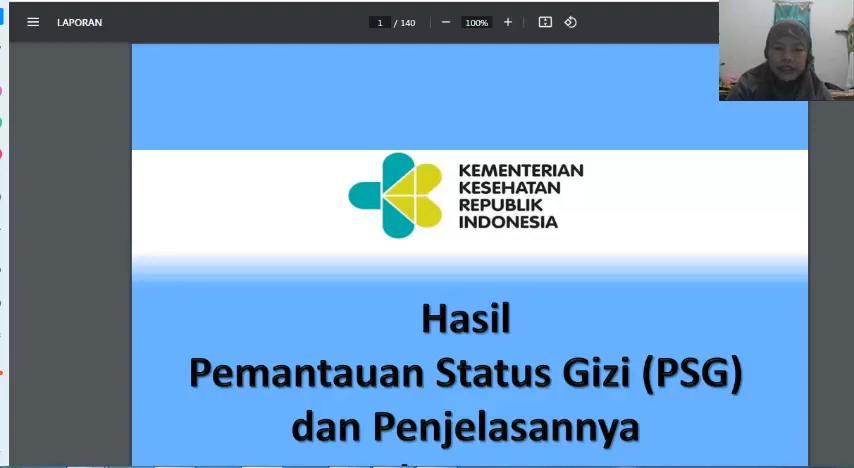 LAPORAN
1 / 140
100%
KEMENTERIAN
KESEHATAN
REPUBLIK
INDONESIA
Hasil
Pemantauan Status Gizi (PSG)
dan Penjelasannya